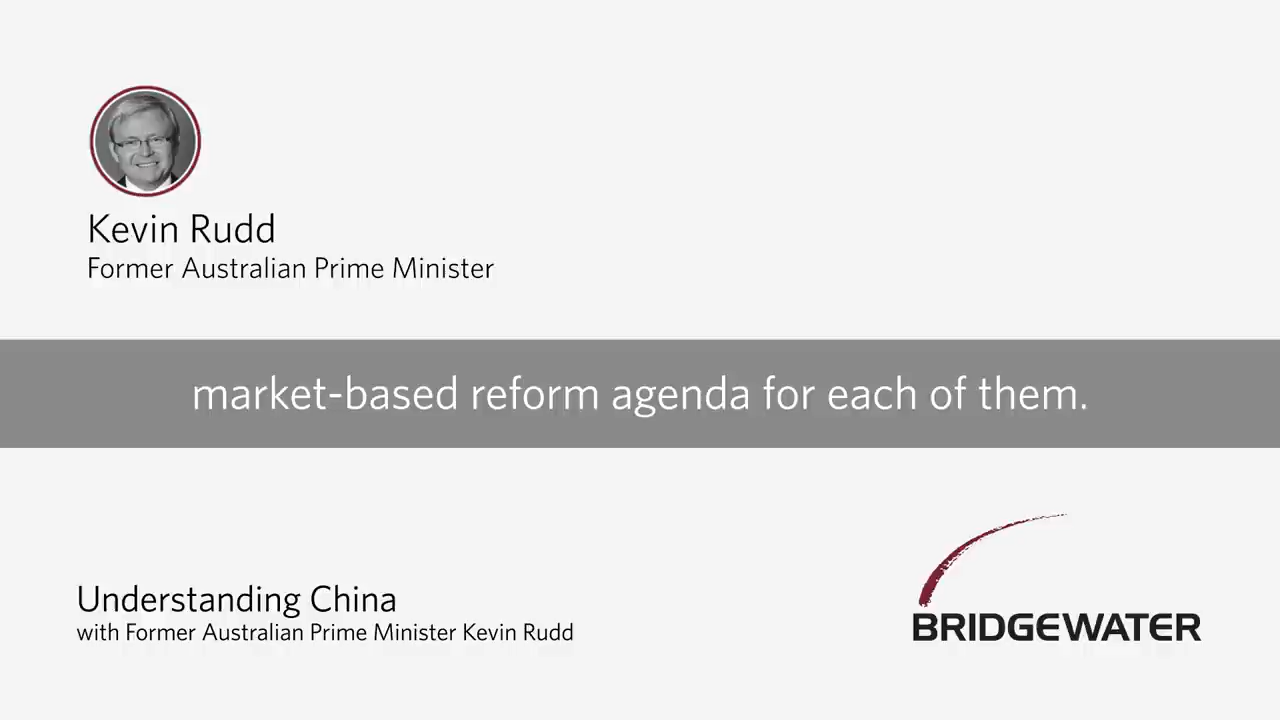 Kevin Rudd
Former Australian Prime Minister
market-based reform agenda for each of them.
Understanding China
with Former Australian Prime Minister Kevin Rudd
BRIDGEWATER